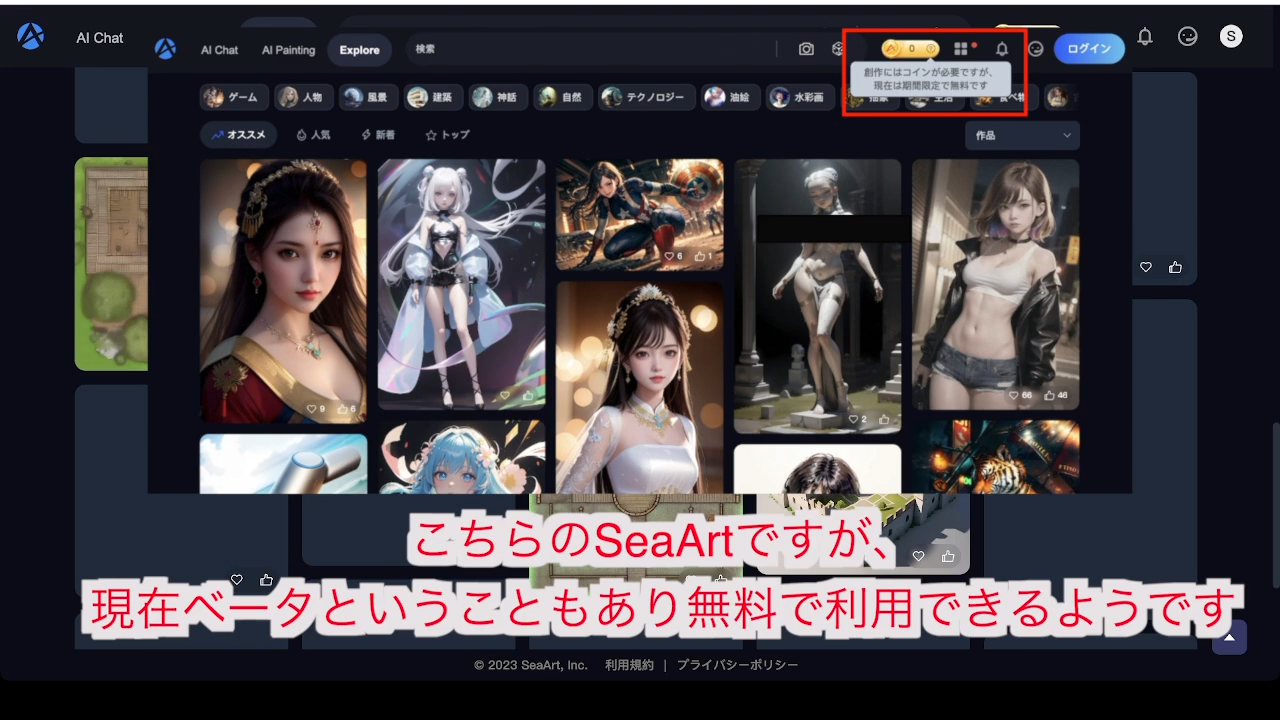 AI Chat
S
AI Chat
AI Painting
Explore
検索
0
ログイン
創作にはコインが必要ですが、
現在は期間限定で無料です
ゲーム
人物
風景
建築
神話
自然
テクノロジー
油絵
水彩画
オススメ
人気
新着
トップ
作品
9
6
6
1
2
66
46
こちらのSeaArtですが、
現在ベータということもあり無料で利用できるようです
© 2023 SeaArt, Inc.
利用規約 | プライバシーポリシー